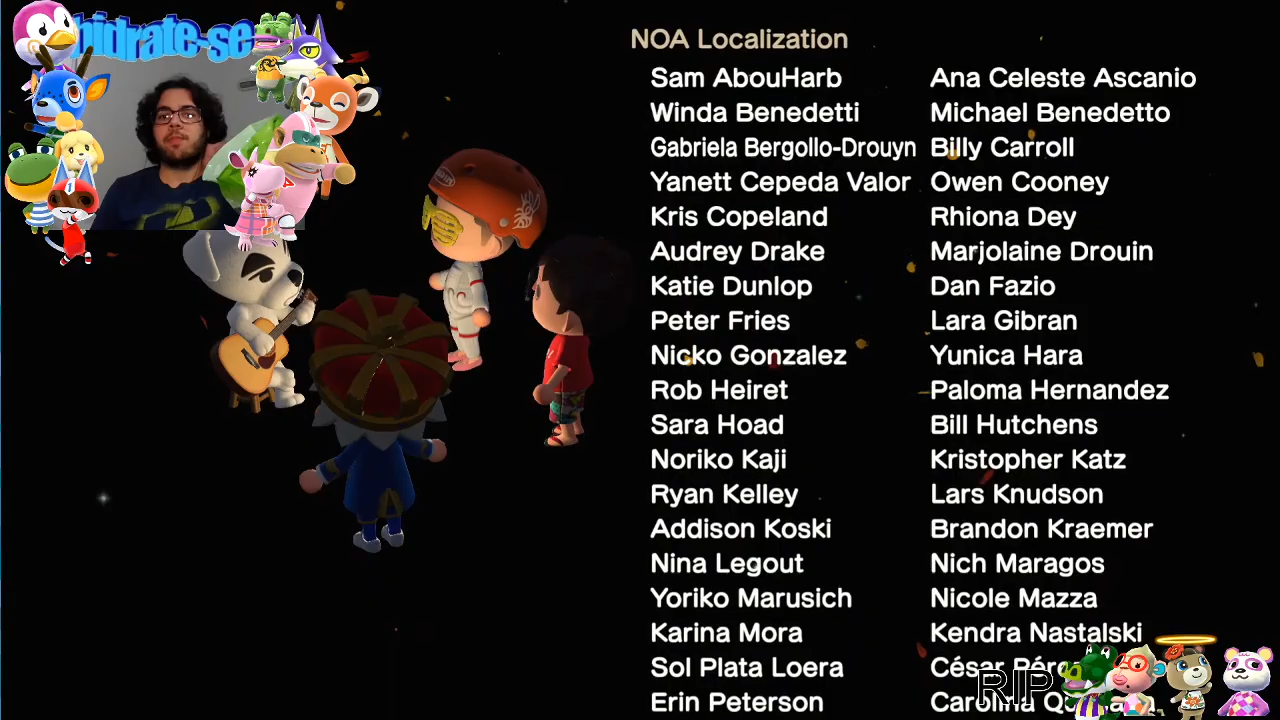 hidrate-se
NOA Localization
Sam AbouHarb Ana Celeste Ascanio
Winda Benedetti Michael Benedetto
Gabriela Bergollo-Drouyn Billy Carroll
Yanett Cepeda Valor Owen Cooney
Kris Copeland Rhiona Dey
Audrey Drake Marjolaine Drouin
Katie Dunlop Dan Fazio
Peter Fries Lara Gibran
Nicko Gonzalez Yunica Hara
Rob Heiret Paloma Hernandez
Sara Hoad Bill Hutchens
Noriko Kaji Kristopher Katz
Ryan Kelley Lars Knudson
Addison Koski Brandon Kraemer
Nina Legout Nich Maragos
Yoriko Marusich Nicole Mazza
Karina Mora Kendra Nastalski
Sol Plata Loera César
RIP
Erin Peterson Carolina